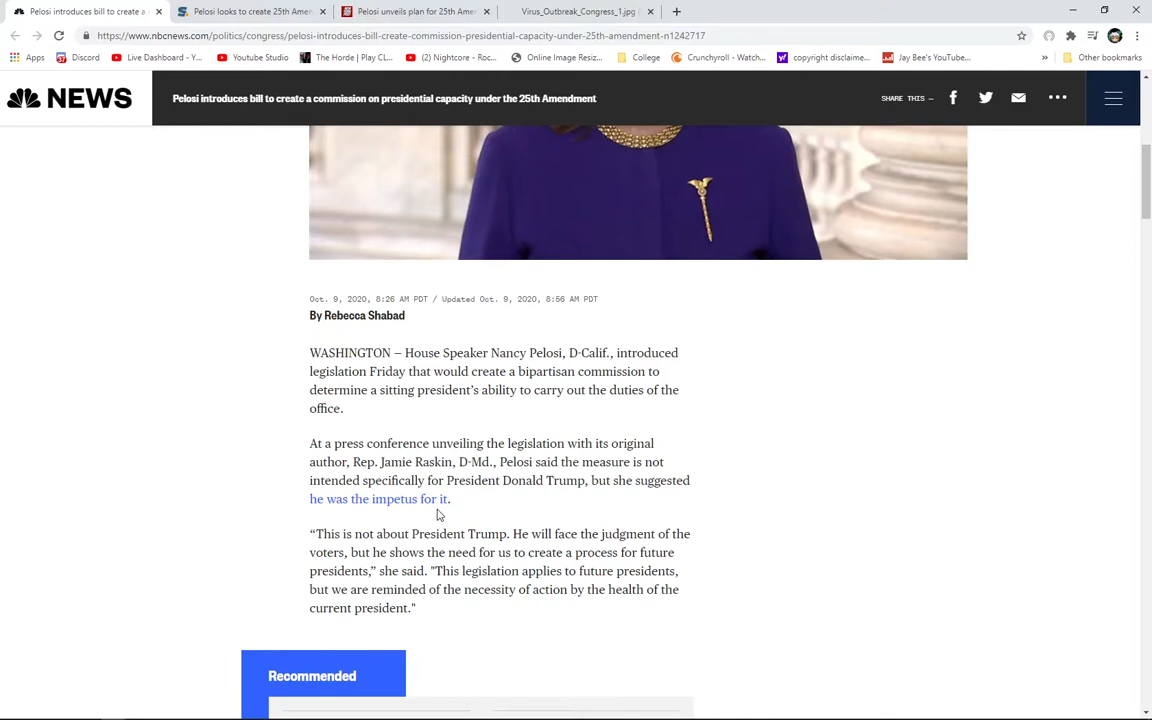 Pelosi introduces bill to create a
Pelosi looks to create 25th Amen
Pelosi unveils plan for 25th Ame
Virus_Outbreak_Congress_1.jpg
https://www.nbcnews.com/politics/congress/pelosi-introduces-bill-create-commission-presidential-capacity-under-25th-amendment-n1242717
Apps
Discord
Live Dashboard - Y...
YouTube Studio
The Horde | Play CL...
(2) Nightcore - Roc...
Online Image Resiz...
College
Crunchyroll - Watch...
copyright disclaime...
Jay Bee's YouTube...
»
Other bookmarks
NEWS
Pelosi introduces bill to create a commission on presidential capacity under the 25th Amendment
SHARE THIS —
Oct. 9, 2020, 8:26 AM PDT / Updated Oct. 9, 2020, 8:56 AM PDT
By Rebecca Shabad
WASHINGTON — House Speaker Nancy Pelosi, D-Calif., introduced
legislation Friday that would create a bipartisan commission to
determine a sitting president's ability to carry out the duties of the
office.
At a press conference unveiling the legislation with its original
author, Rep. Jamie Raskin, D-Md., Pelosi said the measure is not
intended specifically for President Donald Trump, but she suggested
he was the impetus for it.
“This is not about President Trump. He will face the judgment of the
voters, but he shows the need for us to create a process for future
presidents,” she said. "This legislation applies to future presidents,
but we are reminded of the necessity of action by the health of the
current president."
Recommended